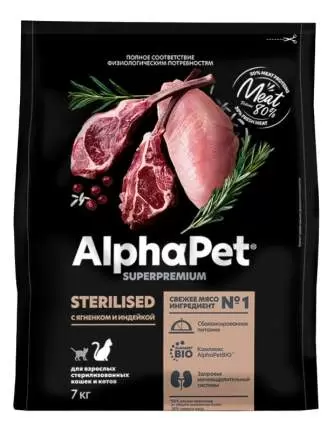 ПОЛНОЕ СООТВЕТСТВИЕ
ФИЗИОЛОГИЧЕСКИМ ПОТРЕБНОСТЯМ
Meat
80%
AlphaPet®
SUPERPREMIUM
STERILISED
С ЯГНЕНКОМ И ИНДЕЙКОЙ
СВЕЖЕЕ МЯСО
ИНГРЕДИЕНТ №1
Сбалансированное
питание
BIO
Комплекс
AlphaPetBIO
Здоровье
мочевыделительной
системы
для взрослых
стерилизованных
кошек и котов
7 КГ